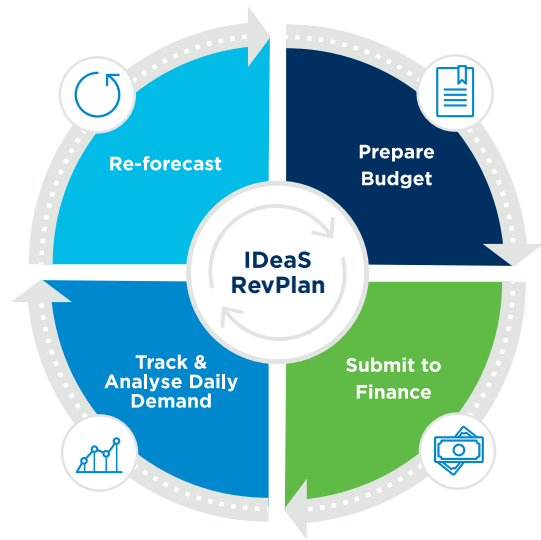 Re-forecast
Prepare
Budget
IDeaS
RevPlan
Track &
Analyse Daily
Demand
Submit to
Finance